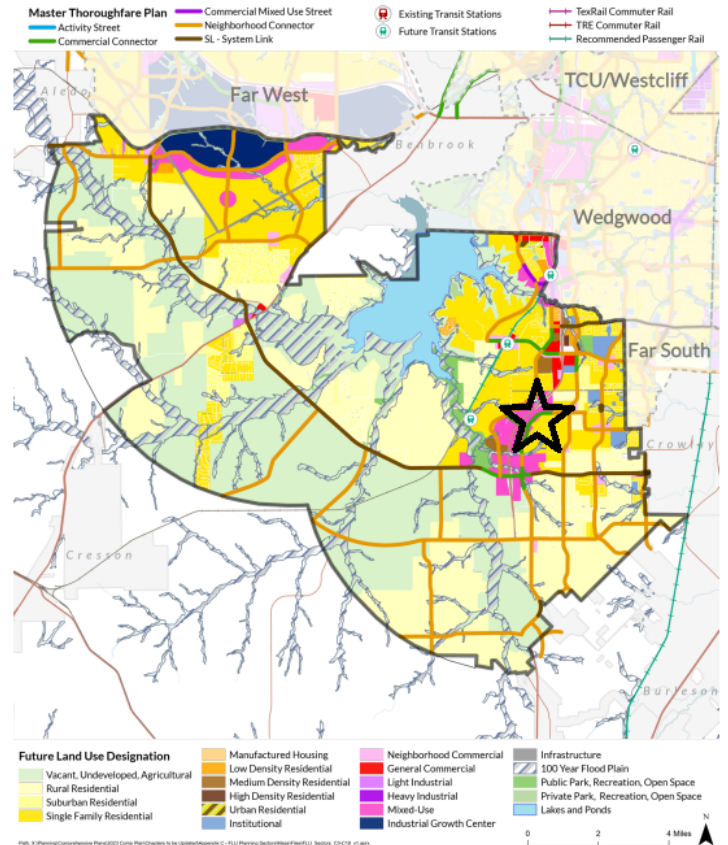 Master Thoroughfare Plan
Activity Street
Commercial Connector
Commercial Mixed Use Street
Neighborhood Connector
SL - System Link
Existing Transit Stations
Future Transit Stations
TexRail Commuter Rail
TRE Commuter Rail
Recommended Passenger Rail
Far West
TCU/Westcliff
Aledo
Benbrook
Wedgwood
Far South
Crowley
Cresson
Burleson
Future Land Use Designation
Vacant, Undeveloped, Agricultural
Rural Residential
Suburban Residential
Single Family Residential
Manufactured Housing
Low Density Residential
Medium Density Residential
High Density Residential
Urban Residential
Institutional
Neighborhood Commercial
General Commercial
Light Industrial
Heavy Industrial
Mixed-Use
Industrial Growth Center
Infrastructure
100 Year Flood Plain
Public Park, Recreation, Open Space
Private Park, Recreation, Open Space
Lakes and Ponds
N
0 2 4 Miles